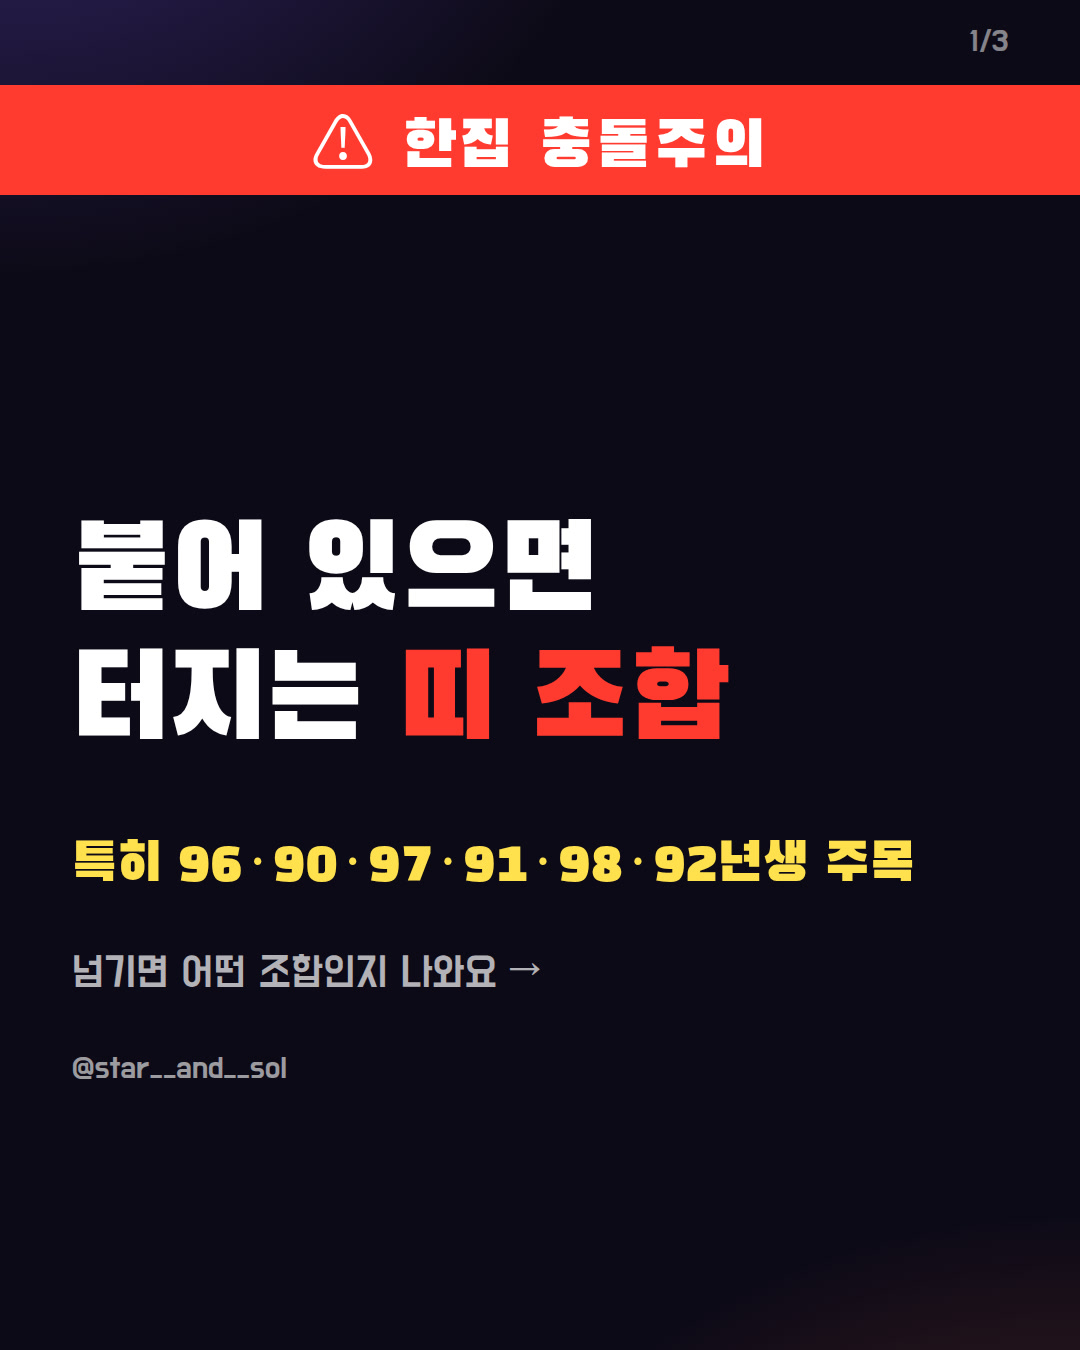 1/3
한집 충돌주의
붙어 있으면
터지는 띠 조합
특히 96·90·97·91·98·92년생 주목
넘기면 어떤 조합인지 나와요 →
@star__and__sol